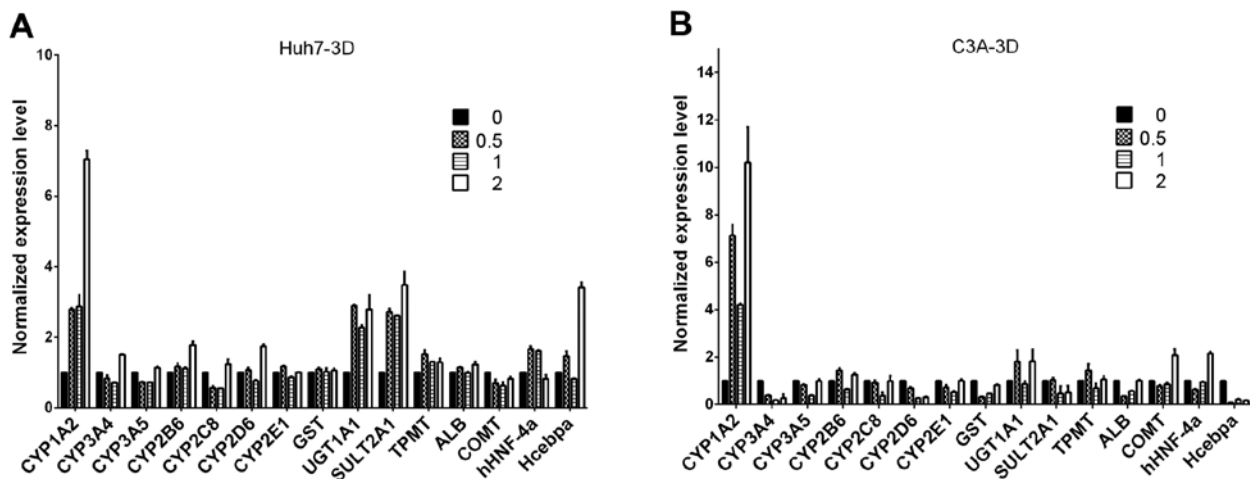 A
Huh7-3D
Normalized expression level
10
8
6
4
2
0
0
0.5
1
2
CYP1A2
CYP3A4
CYP3A5
CYP2B6
CYP2C8
CYP2D6
CYP2E1
GST
UGT1A1
SULT2A1
TPMT
ALB
COMT
hHNF-4a
Hcebpa
B
C3A-3D
Normalized expression level
14
12
10
8
6
4
2
0
0
0.5
1
2
CYP1A2
CYP3A4
CYP3A5
CYP2B6
CYP2C8
CYP2D6
CYP2E1
GST
UGT1A1
SULT2A1
TPMT
ALB
COMT
hHNF-4a
Hcebpa